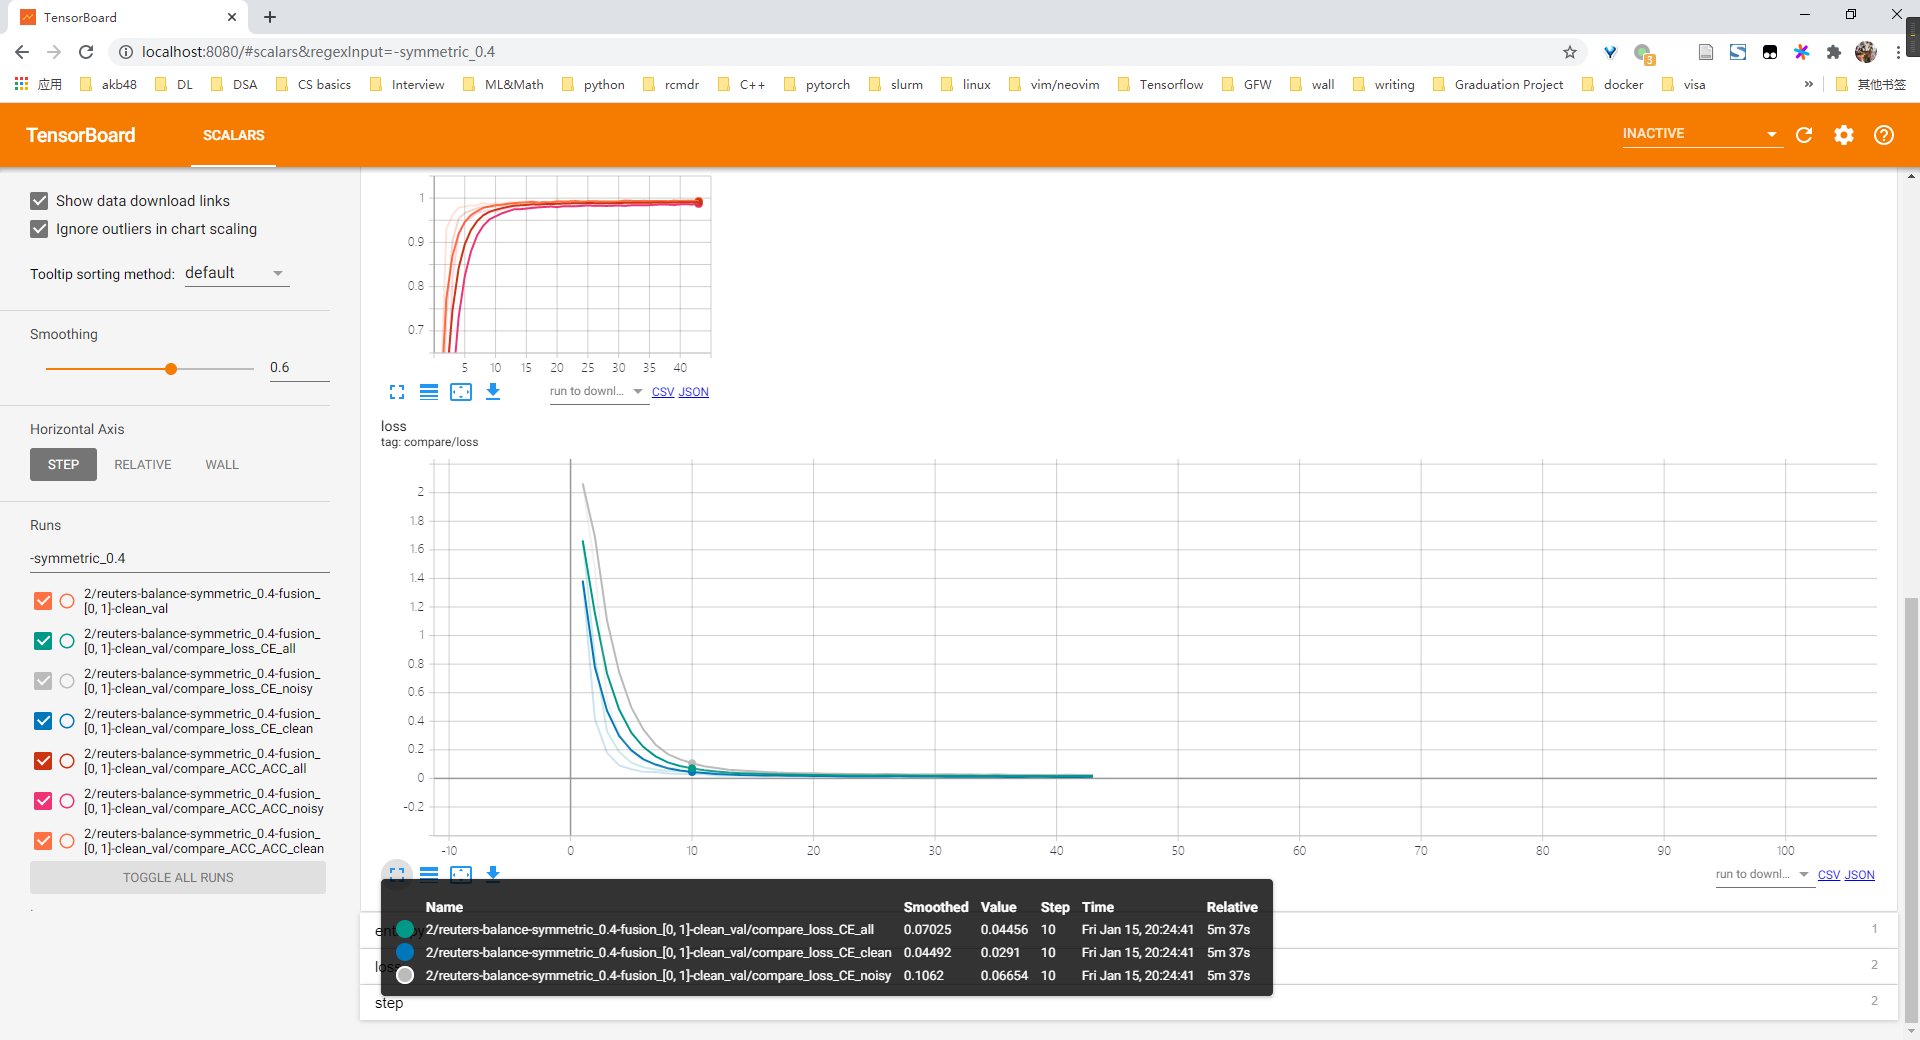 TensorBoard
localhost:8080/#scalars&regexInput=-symmetric_0.4
3
应用 akb48 DL DSA CS basics Interview ML&Math python rcmdr C++ pytorch slurm linux vim/neovim Tensorflow GFW wall writing Graduation Project docker visa » 其他书签
TensorBoard SCALARS INACTIVE
Show data download links
Ignore outliers in chart scaling
Tooltip sorting method: default
Smoothing
0.6
Horizontal Axis
STEP RELATIVE WALL
Runs
-symmetric_0.4
2/reuters-balance-symmetric_0.4-fusion_
[0, 1]-clean_val
2/reuters-balance-symmetric_0.4-fusion_
[0, 1]-clean_val/compare_loss_CE_all
2/reuters-balance-symmetric_0.4-fusion_
[0, 1]-clean_val/compare_loss_CE_noisy
2/reuters-balance-symmetric_0.4-fusion_
[0, 1]-clean_val/compare_loss_CE_clean
2/reuters-balance-symmetric_0.4-fusion_
[0, 1]-clean_val/compare_ACC_ACC_all
2/reuters-balance-symmetric_0.4-fusion_
[0, 1]-clean_val/compare_ACC_ACC_noisy
2/reuters-balance-symmetric_0.4-fusion_
[0, 1]-clean_val/compare_ACC_ACC_clean
TOGGLE ALL RUNS
.
1
0.9
0.8
0.7
5 10 15 20 25 30 35 40
run to downl... CSV JSON
loss
tag: compare/loss
2
1.8
1.6
1.4
1.2
1
0.8
0.6
0.4
0.2
0
-0.2
-10 0 10 20 30 40 50 60 70 80 90 100
run to downl... CSV JSON
Name Smoothed Value Step Time Relative
2/reuters-balance-symmetric_0.4-fusion_[0, 1]-clean_val/compare_loss_CE_all 0.07025 0.04456 10 Fri Jan 15, 20:24:41 5m 37s
2/reuters-balance-symmetric_0.4-fusion_[0, 1]-clean_val/compare_loss_CE_clean 0.04492 0.0291 10 Fri Jan 15, 20:24:41 5m 37s
2/reuters-balance-symmetric_0.4-fusion_[0, 1]-clean_val/compare_loss_CE_noisy 0.1062 0.06654 10 Fri Jan 15, 20:24:41 5m 37s
1
2
step 2